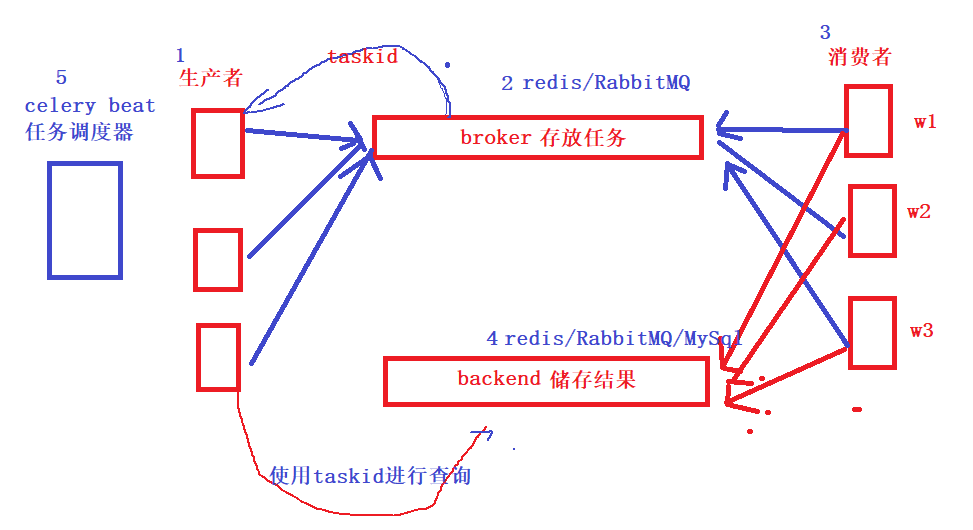 5
celery beat
任务调度器
1
生产者
taskid
2 redis/RabbitMQ
broker 存放任务
3
消费者
w1
w2
w3
4 redis/RabbitMQ/MySql
backend 储存结果
使用taskid进行查询